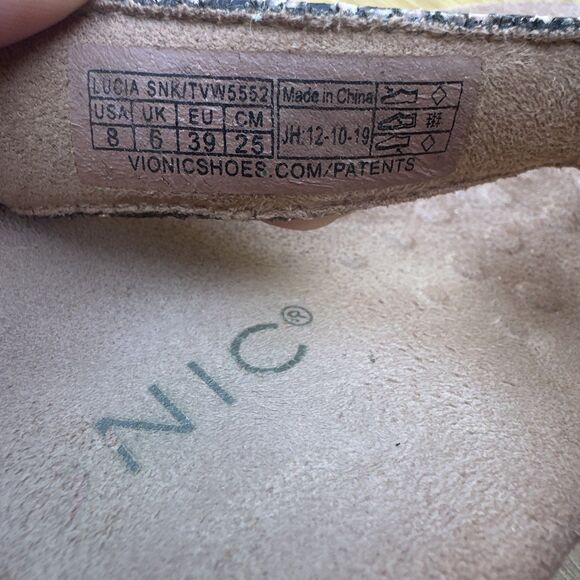 LUCIA SNK/TVW5552 Made in China
USA UK EU CM
8 6 39 25 JH:12-10-19
VIONICSHOES.COM/PATENTS
NIC®